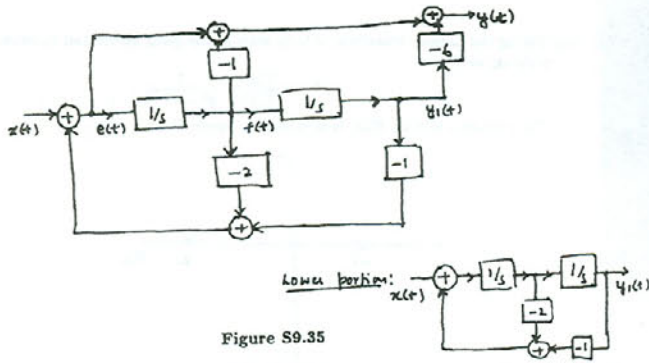 +
+
y(t)
-1
-6
x(t)
+
e(t)
1/s
f(t)
1/s
y1(t)
-2
-1
+
Lower portion:
x(t)
+
1/s
1/s
y1(t)
-2
+
-1
Figure S9.35